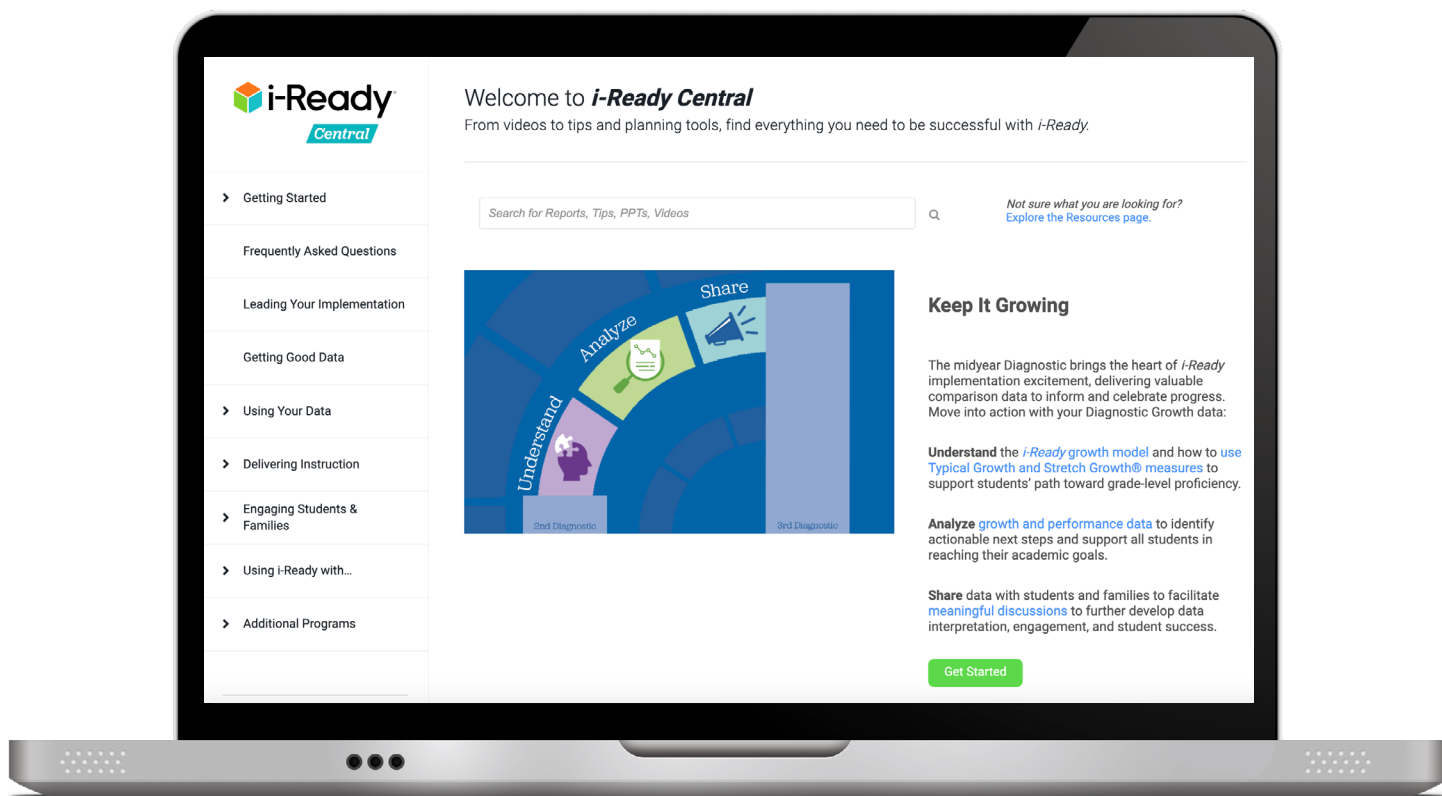 i-Ready
Central
Getting Started
Frequently Asked Questions
Leading Your Implementation
Getting Good Data
Using Your Data
Delivering Instruction
Engaging Students &
Families
Using i-Ready with...
Additional Programs
Welcome to i-Ready Central
From videos to tips and planning tools, find everything you need to be successful with i-Ready.
Search for Reports, Tips, PPTs, Videos
Not sure what you are looking for?
Explore the Resources page.
Understand
Analyze
Share
2nd Diagnostic
3rd Diagnostic
Keep It Growing
The midyear Diagnostic brings the heart of i-Ready
implementation excitement, delivering valuable
comparison data to inform and celebrate progress.
Move into action with your Diagnostic Growth data:
Understand the i-Ready growth model and how to use
Typical Growth and Stretch Growth® measures to
support students' path toward grade-level proficiency.
Analyze growth and performance data to identify
actionable next steps and support all students in
reaching their academic goals.
Share data with students and families to facilitate
meaningful discussions to further develop data
interpretation, engagement, and student success.
Get Started